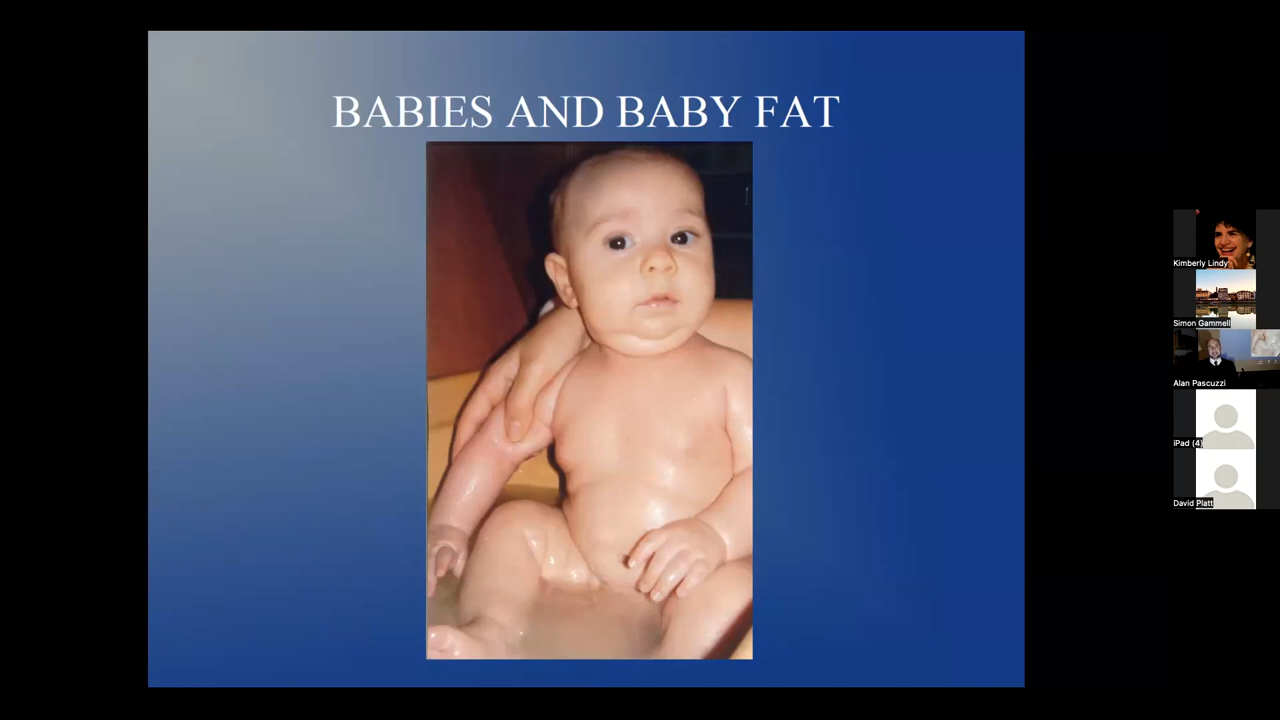 BABIES AND BABY FAT
Kimberly Lindy
Simon Gammell
Alan Pascuzzi
iPad (4)
David Platt